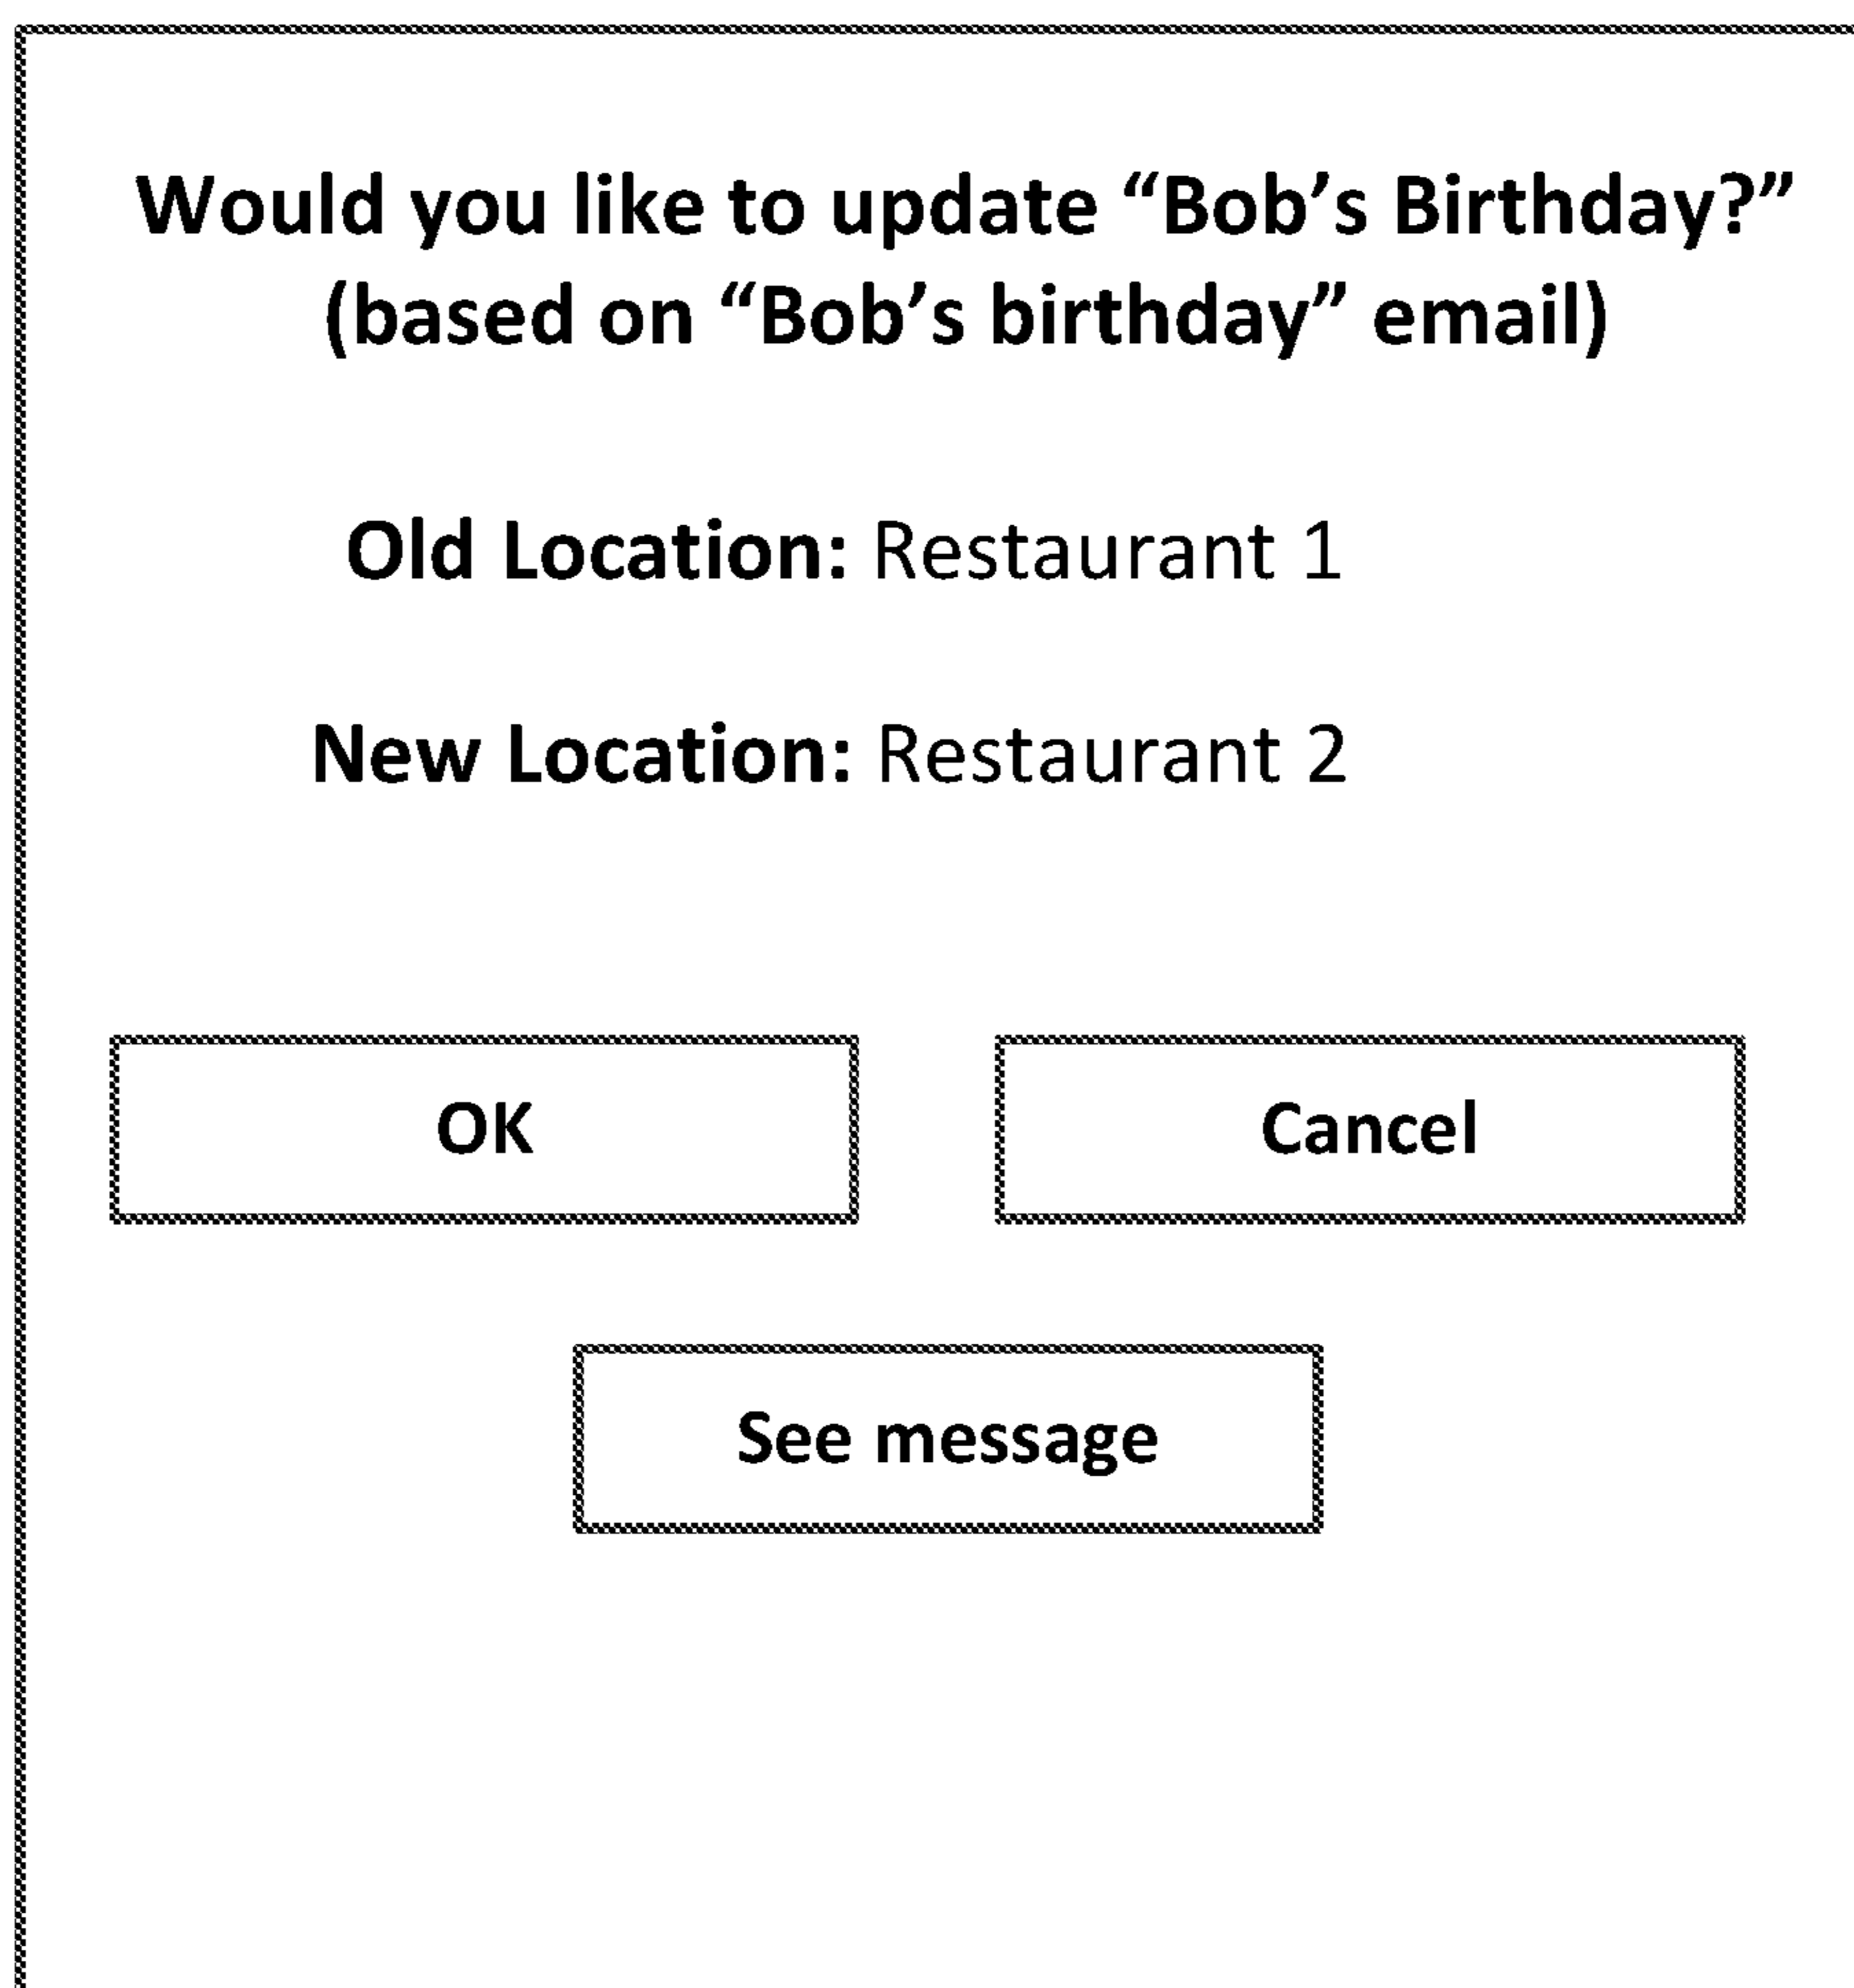 Would you like to update “Bob’s Birthday?”
(based on “Bob’s birthday” email)
Old Location: Restaurant 1
New Location: Restaurant 2
OK
Cancel
See message